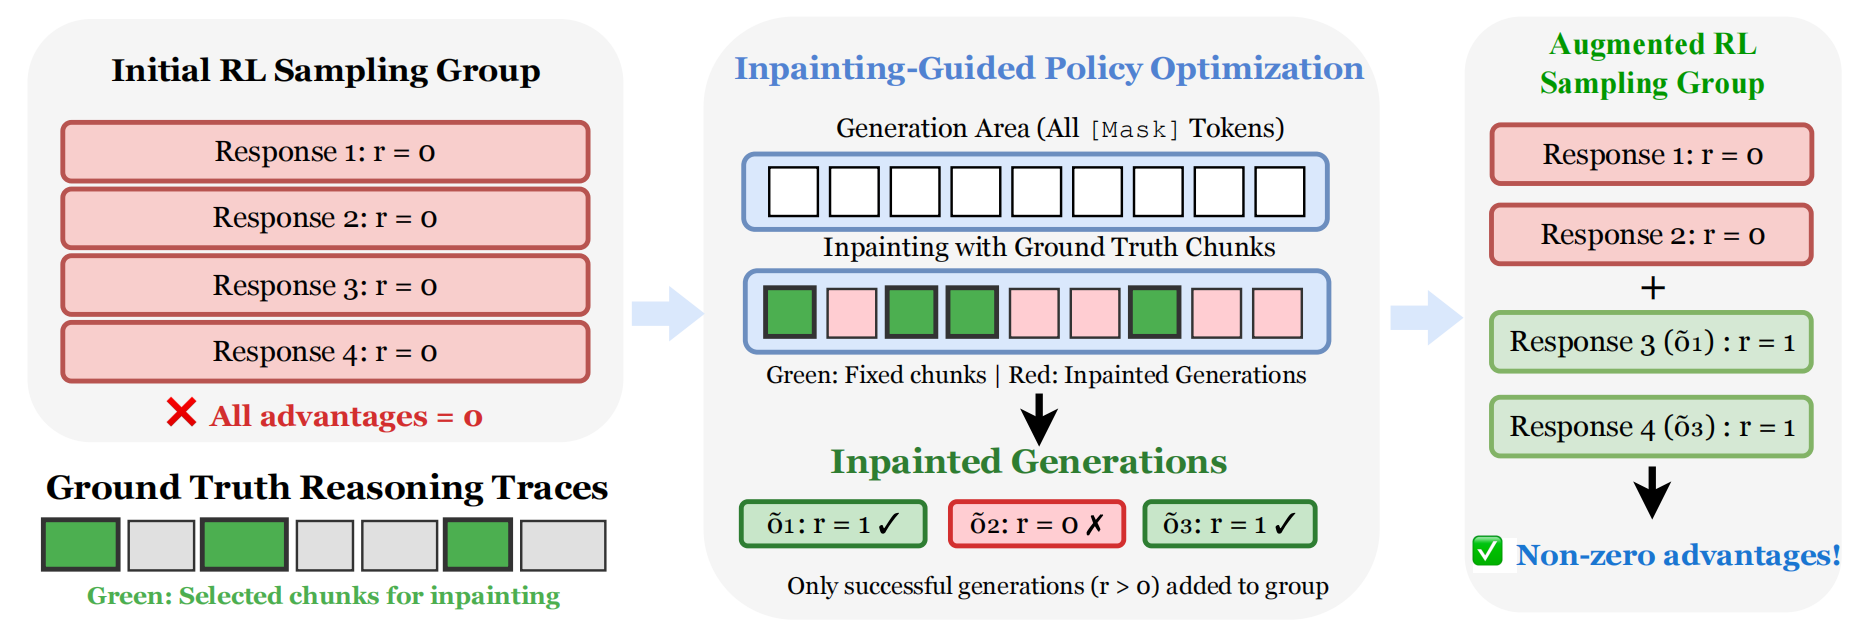 Initial RL Sampling Group
Response 1: r = 0
Response 2: r = 0
Response 3: r = 0
Response 4: r = 0
❌ All advantages = 0
Ground Truth Reasoning Traces
Green: Selected chunks for inpainting
Inpainting-Guided Policy Optimization
Generation Area (All [Mask] Tokens)
Inpainting with Ground Truth Chunks
Green: Fixed chunks | Red: Inpainted Generations
Inpainted Generations
õ1: r = 1 ✓
õ2: r = 0 ✗
õ3: r = 1 ✓
Only successful generations (r > 0) added to group
Augmented RL
Sampling Group
Response 1: r = 0
Response 2: r = 0
+
Response 3 (õ1) : r = 1
Response 4 (õ3) : r = 1
✅ Non-zero advantages!